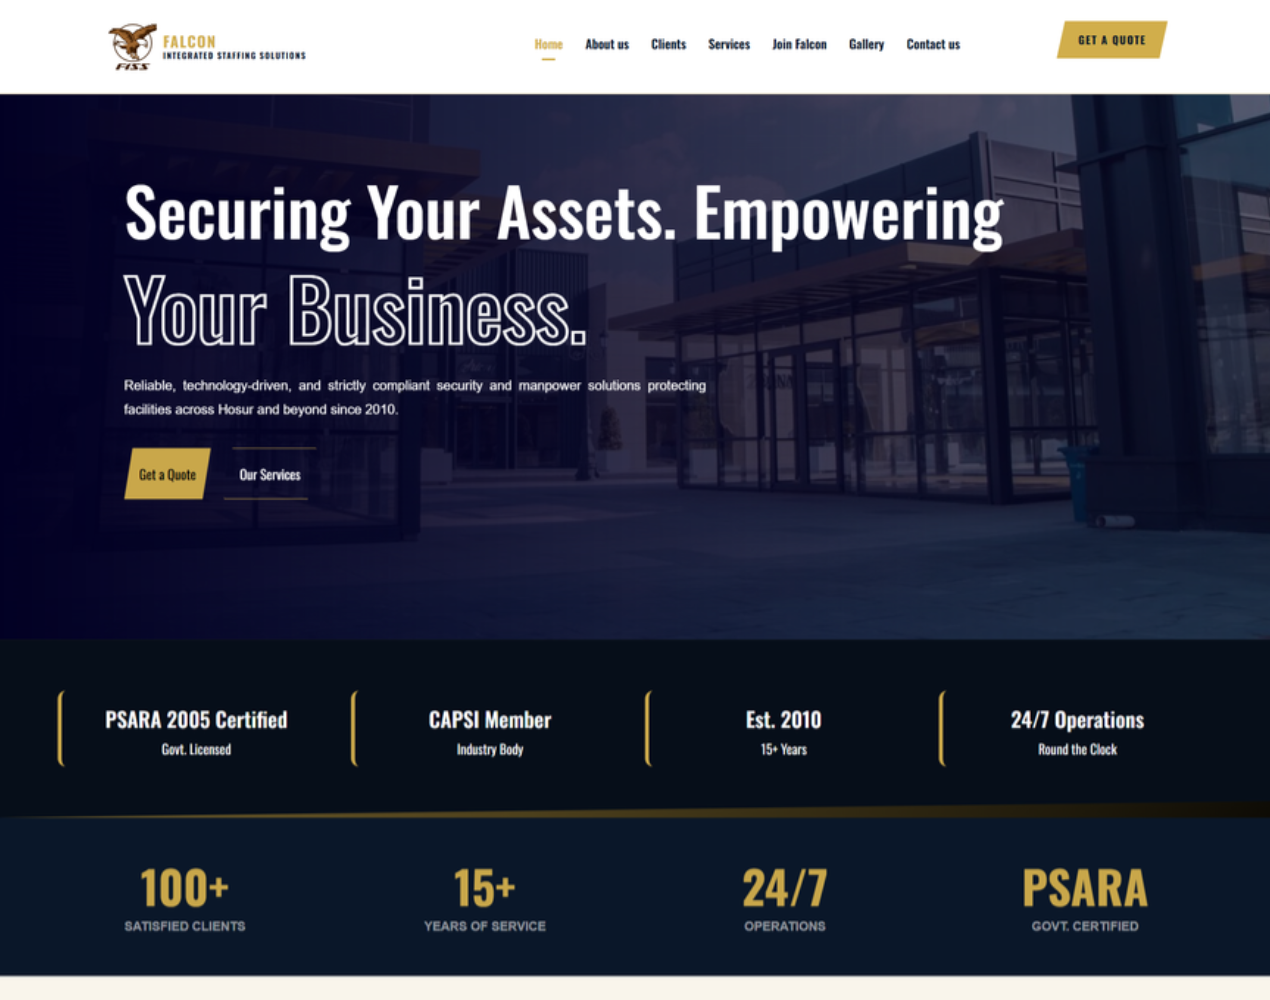 FISS
FALCON
INTEGRATED STAFFING SOLUTIONS
Home About us Clients Services Join Falcon Gallery Contact us
GET A QUOTE
Securing Your Assets. Empowering
Your Business.
Reliable, technology-driven, and strictly compliant security and manpower solutions protecting
facilities across Hosur and beyond since 2010.
Get a Quote Our Services
PSARA 2005 Certified
Govt. Licensed
CAPSI Member
Industry Body
Est. 2010
15+ Years
24/7 Operations
Round the Clock
100+
SATISFIED CLIENTS
15+
YEARS OF SERVICE
24/7
OPERATIONS
PSARA
GOVT. CERTIFIED